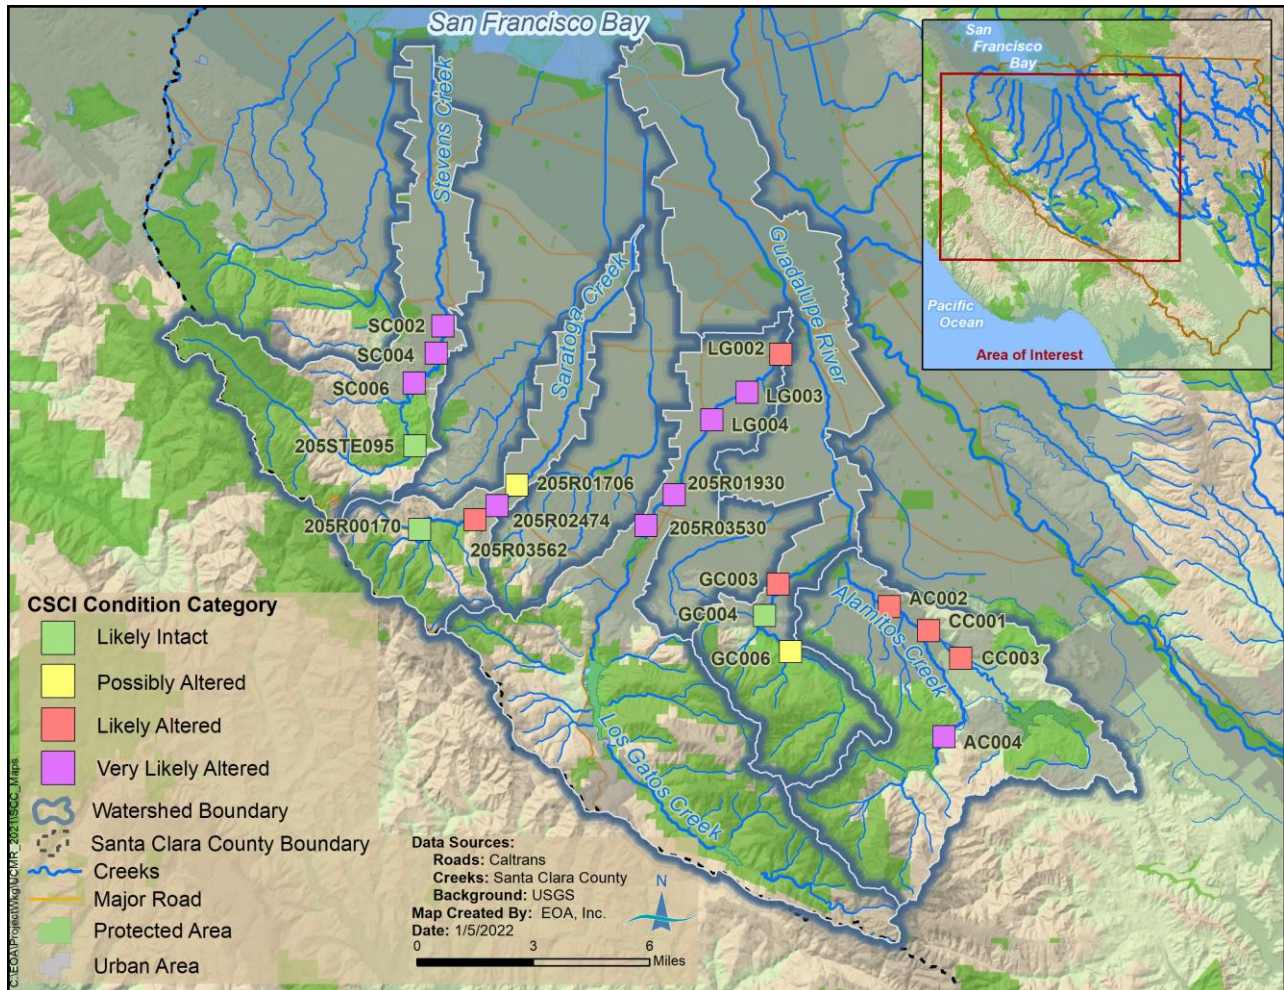 San Francisco Bay
Stevens Creek
Saratoga Creek
Guadalupe River
San
Francisco
Bay
Pacific
Ocean
Area of Interest
SC002
SC004
SC006
205STE095
LG002
LG003
LG004
205R01706
205R02474
205R03562
205R00170
205R01930
205R03530
GC003
GC004
GC006
Alamitos Creek
AC002
CC001
CC003
AC004
Los Gatos Creek
CSCI Condition Category
Likely Intact
Possibly Altered
Likely Altered
Very Likely Altered
Watershed Boundary
Santa Clara County Boundary
Creeks
Major Road
Protected Area
Urban Area
Data Sources:
Roads: Caltrans
Creeks: Santa Clara County
Background: USGS
Map Created By: EOA, Inc.
Date: 1/5/2022
N
0 3 6
Miles